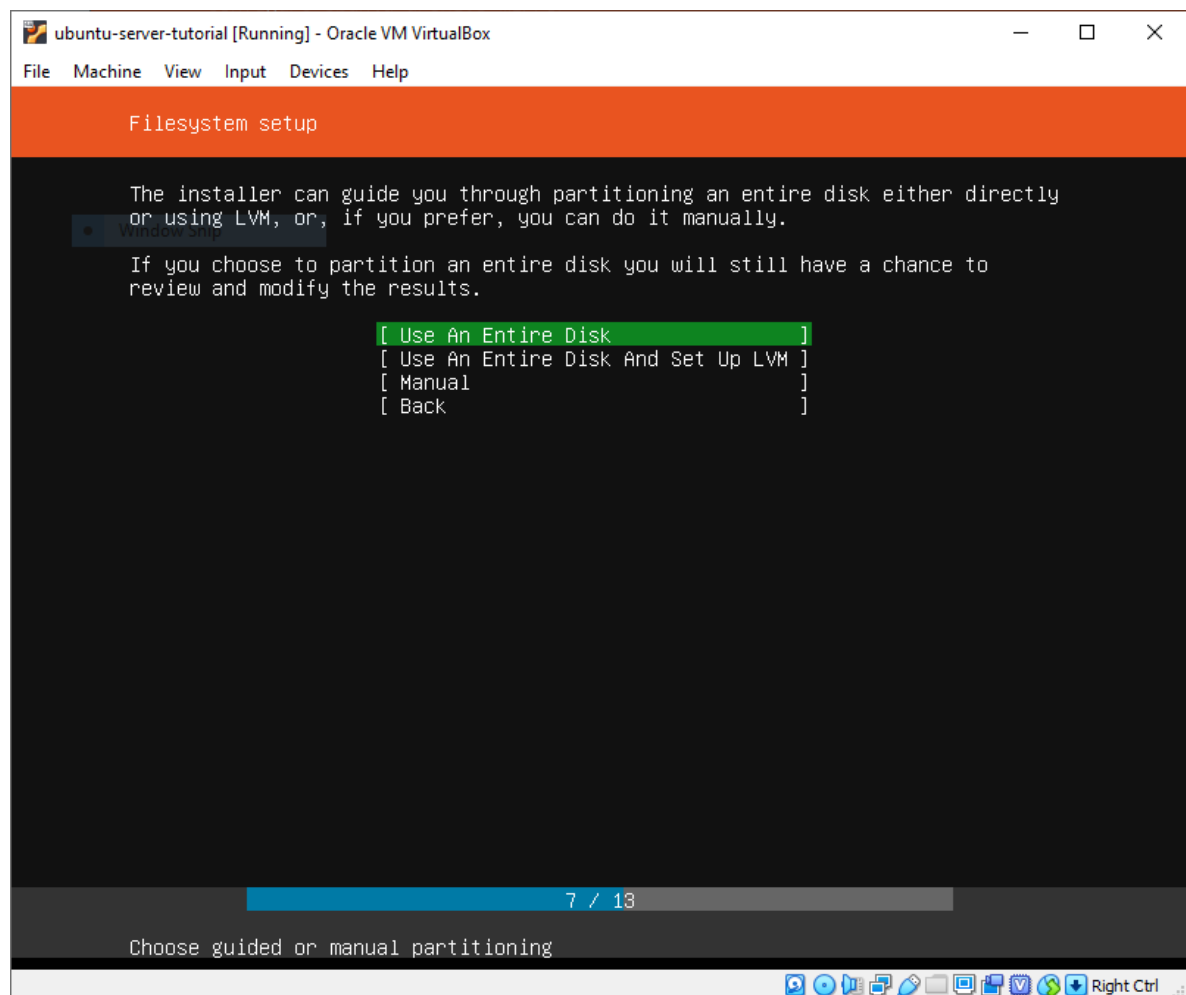 ubuntu-server-tutorial [Running] - Oracle VM VirtualBox
File Machine View Input Devices Help
Filesystem setup
The installer can guide you through partitioning an entire disk either directly
or using LVM, or, if you prefer, you can do it manually.
Window Snip
If you choose to partition an entire disk you will still have a chance to
review and modify the results.
[ Use An Entire Disk ]
[ Use An Entire Disk And Set Up LVM ]
[ Manual ]
[ Back ]
7 / 13
Choose guided or manual partitioning
Right Ctrl